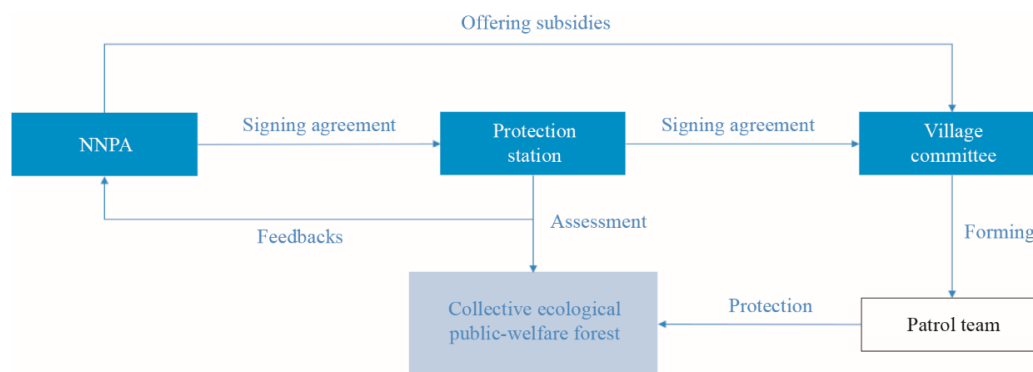 Offering subsidies
NNPA
Signing agreement
Protection
station
Signing agreement
Village
committee
Feedbacks
Assessment
Forming
Collective ecological
public-welfare forest
Protection
Patrol team